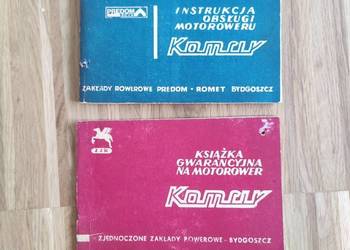 PREDOM
INSTRUKCJA
OBSŁUGI
MOTOROWERU
Komar
ZAKŁADY ROWEROWE PREDOM • ROMET BYDGOSZCZ
Z.Z.R.
KSIĄŻKA
GWARANCYJNA
NA MOTOROWER
Komar
ZJEDNOCZONE ZAKŁADY ROWEROWE - BYDGOSZCZ